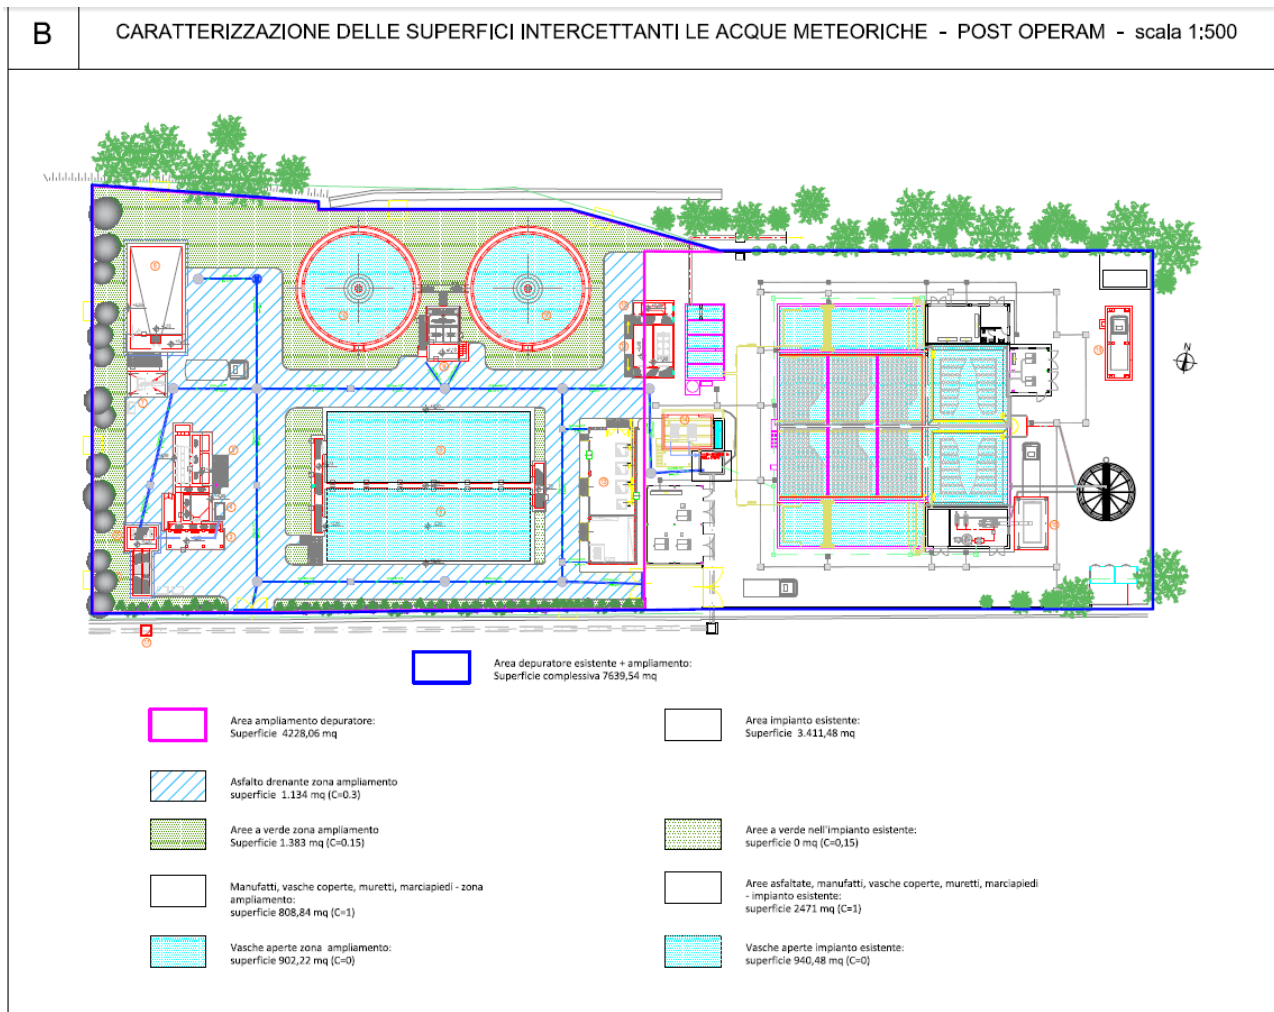 B
CARATTERIZZAZIONE DELLE SUPERFICI INTERCETTANTI LE ACQUE METEORICHE - POST OPERAM - scala 1:500
N
Area depuratore esistente + ampliamento:
Superficie complessiva 7639,54 mq
Area ampliamento depuratore:
Superficie 4228,06 mq
Area impianto esistente:
Superficie 3.411,48 mq
Asfalto drenante zona ampliamento
superficie 1.134 mq (C=0.3)
Aree a verde zona ampliamento
Superficie 1.383 mq (C=0.15)
Aree a verde nell'impianto esistente:
superficie 0 mq (C=0,15)
Manufatti, vasche coperte, muretti, marciapiedi - zona
ampliamento:
superficie 808,84 mq (C=1)
Aree asfaltate, manufatti, vasche coperte, muretti, marciapiedi
- impianto esistente:
superficie 2471 mq (C=1)
Vasche aperte zona ampliamento:
superficie 902,22 mq (C=0)
Vasche aperte impianto esistente:
superficie 940,48 mq (C=0)